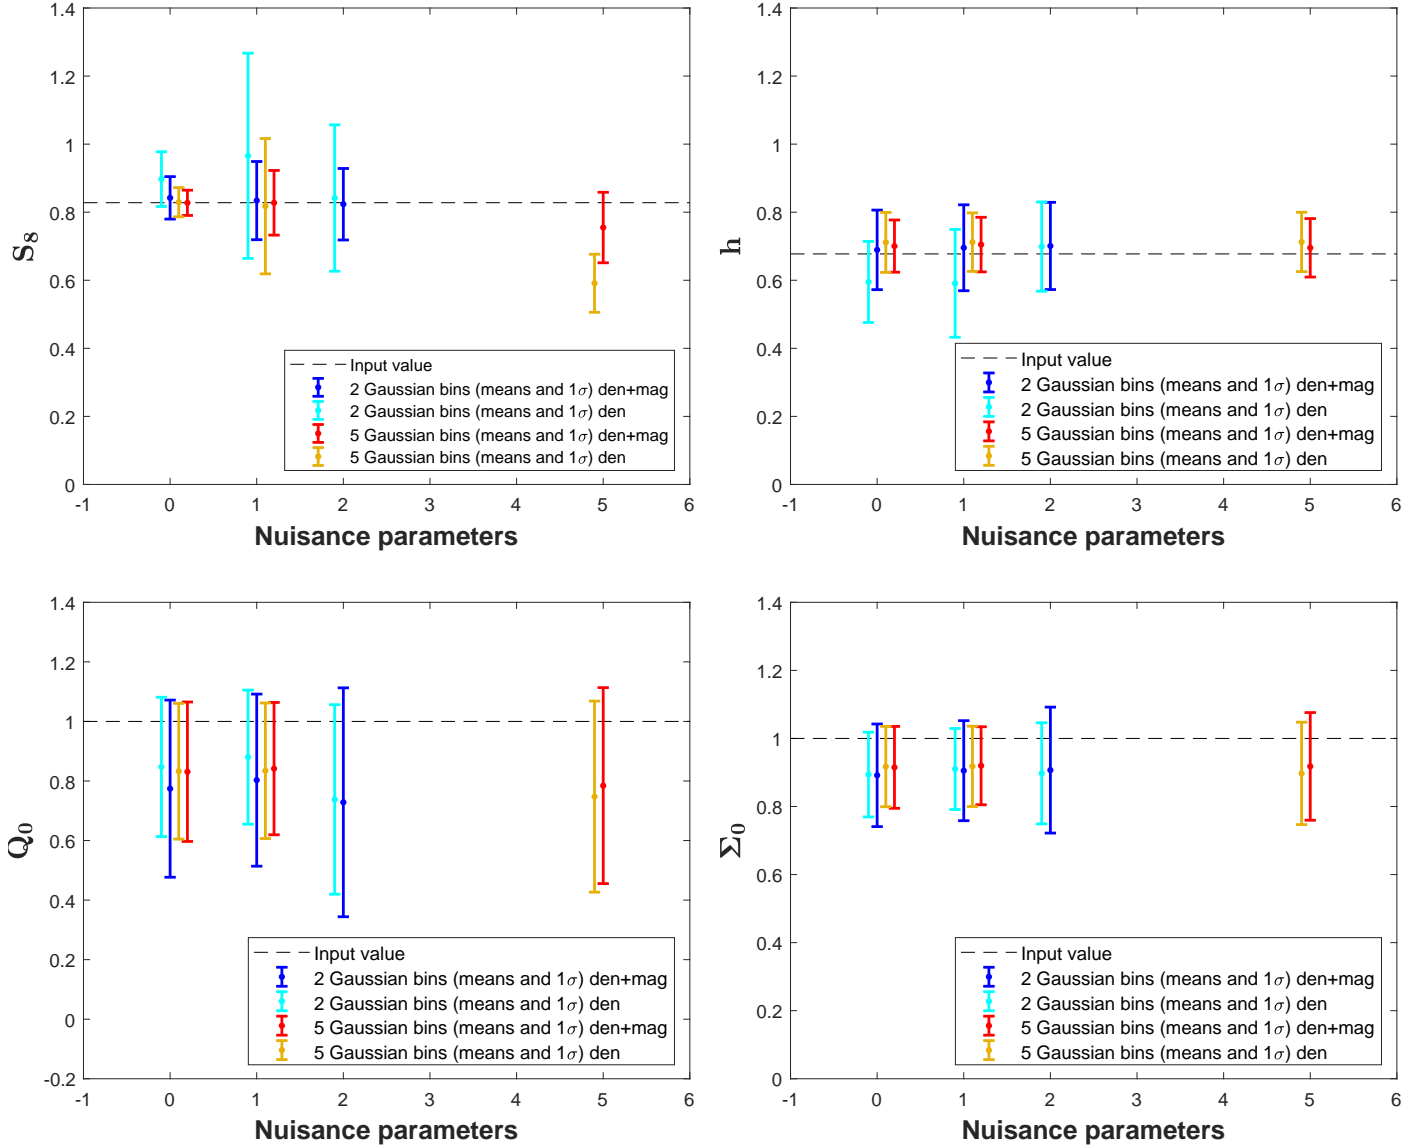 1.4
1.2
1
0.8
0.6
0.4
0.2
0
S8
-1 0 1 2 3 4 5 6
Nuisance parameters
Input value
2 Gaussian bins (means and 1σ) den+mag
2 Gaussian bins (means and 1σ) den
5 Gaussian bins (means and 1σ) den+mag
5 Gaussian bins (means and 1σ) den
1.4
1.2
1
0.8
0.6
0.4
0.2
0
h
-1 0 1 2 3 4 5 6
Nuisance parameters
Input value
2 Gaussian bins (means and 1σ) den+mag
2 Gaussian bins (means and 1σ) den
5 Gaussian bins (means and 1σ) den+mag
5 Gaussian bins (means and 1σ) den
1.4
1.2
1
0.8
0.6
0.4
0.2
0
-0.2
Q0
-1 0 1 2 3 4 5 6
Nuisance parameters
Input value
2 Gaussian bins (means and 1σ) den+mag
2 Gaussian bins (means and 1σ) den
5 Gaussian bins (means and 1σ) den+mag
5 Gaussian bins (means and 1σ) den
1.4
1.2
1
0.8
0.6
0.4
0.2
0
Σ0
-1 0 1 2 3 4 5 6
Nuisance parameters
Input value
2 Gaussian bins (means and 1σ) den+mag
2 Gaussian bins (means and 1σ) den
5 Gaussian bins (means and 1σ) den+mag
5 Gaussian bins (means and 1σ) den